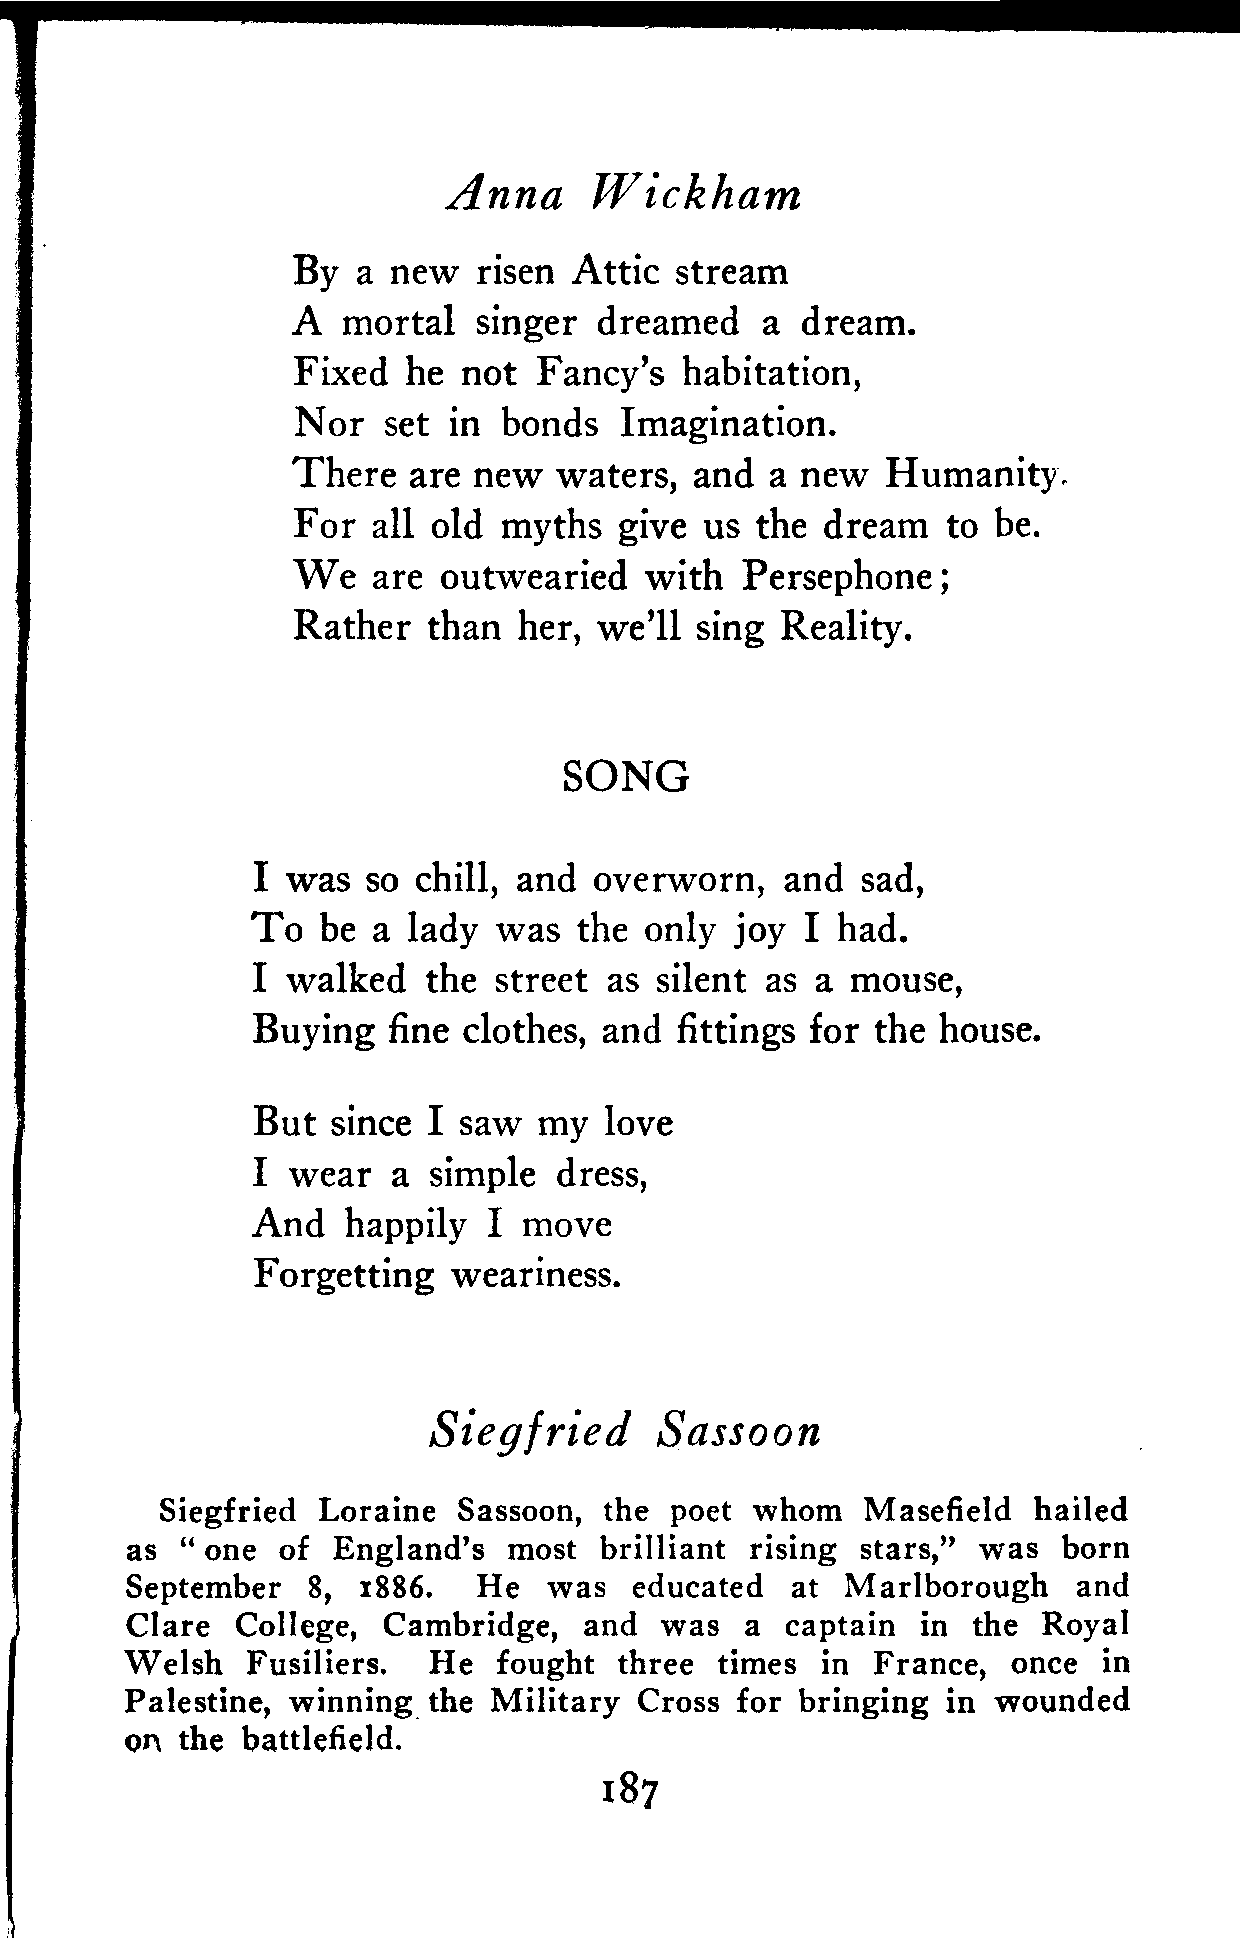 Anna Wickham
By a new risen Attic stream
A mortal singer dreamed a dream.
Fixed he not Fancy's habitation,
Nor set in bonds Imagination.
There are new waters, and a new Humanity.
For all old myths give us the dream to be.
We are outwearied with Persephone;
Rather than her, we'll sing Reality.
SONG
I was so chill, and overworn, and sad,
To be a lady was the only joy I had.
I walked the street as silent as a mouse,
Buying fine clothes, and fittings for the house.
But since I saw my love
I wear a simple dress,
And happily I move
Forgetting weariness.
Siegfried Sassoon
Siegfried Loraine Sassoon, the poet whom Masefield hailed
as "one of England's most brilliant rising stars," was born
September 8, 1886. He was educated at Marlborough and
Clare College, Cambridge, and was a captain in the Royal
Welsh Fusiliers. He fought three times in France, once in
Palestine, winning the Military Cross for bringing in wounded
on the battlefield.
187